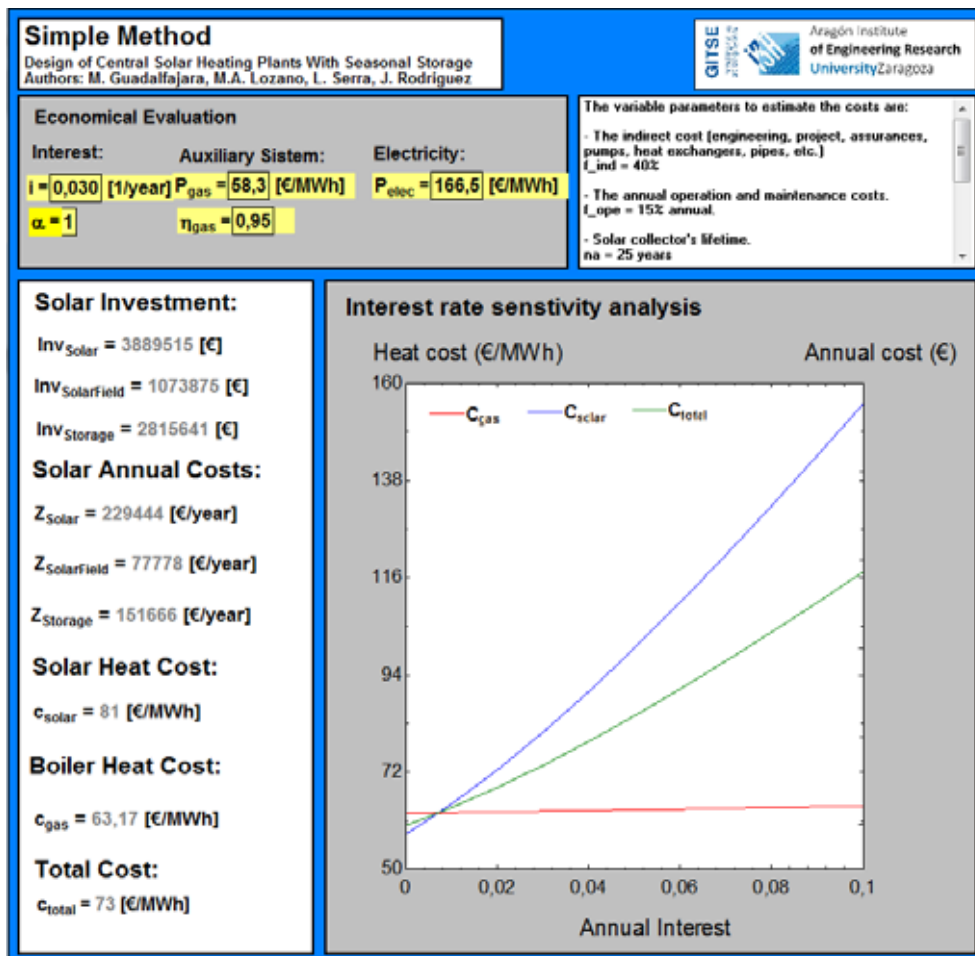 Simple Method
Design of Central Solar Heating Plants With Seasonal Storage
Authors: M. Guadalfajara, M.A. Lozano, L. Serra, J. Rodriguez
GITSE
Aragón Institute
of Engineering Research
UniversityZaragoza
Economical Evaluation
Interest: Auxiliary Sistem: Electricity:
i = 0,030 [1/year] Pgas = 58,3 [€/MWh] Pelec = 166,5 [€/MWh]
α = 1 ηgas = 0,95
The variable parameters to estimate the costs are:
- The indirect cost (engineering, project, assurances,
pumps, heat exchangers, pipes, etc.)
f_ind = 40%
- The annual operation and maintenance costs.
f_ope = 15% annual.
- Solar collector's lifetime.
na = 25 years
Solar Investment:
InvSolar = 3889515 [€]
InvSolarField = 1073875 [€]
InvStorage = 2815641 [€]
Solar Annual Costs:
ZSolar = 229444 [€/year]
ZSolarField = 77778 [€/year]
ZStorage = 151666 [€/year]
Solar Heat Cost:
csolar = 81 [€/MWh]
Boiler Heat Cost:
cgas = 63,17 [€/MWh]
Total Cost:
ctotal = 73 [€/MWh]
Interest rate senstivity analysis
Heat cost (€/MWh) Annual cost (€)
160
Cgas Csolar Ctotal
138
116
94
72
50
0 0,02 0,04 0,06 0,08 0,1
Annual Interest